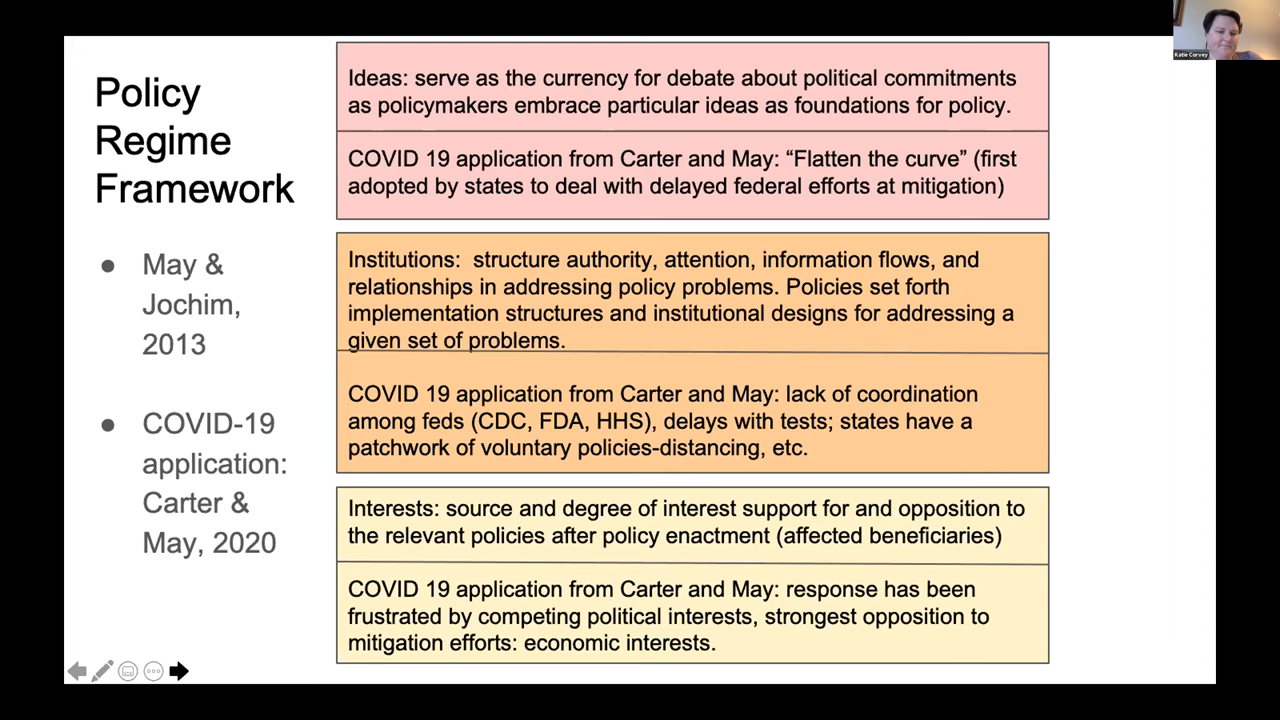 Policy
Regime
Framework
● May &
Jochim,
2013
● COVID-19
application:
Carter &
May, 2020
Ideas: serve as the currency for debate about political commitments
as policymakers embrace particular ideas as foundations for policy.
COVID 19 application from Carter and May: “Flatten the curve” (first
adopted by states to deal with delayed federal efforts at mitigation)
Institutions:  structure authority, attention, information flows, and
relationships in addressing policy problems. Policies set forth
implementation structures and institutional designs for addressing a
given set of problems.
COVID 19 application from Carter and May: lack of coordination
among feds (CDC, FDA, HHS), delays with tests; states have a
patchwork of voluntary policies-distancing, etc.
Interests: source and degree of interest support for and opposition to
the relevant policies after policy enactment (affected beneficiaries)
COVID 19 application from Carter and May: response has been
frustrated by competing political interests, strongest opposition to
mitigation efforts: economic interests.
Katie Corvey